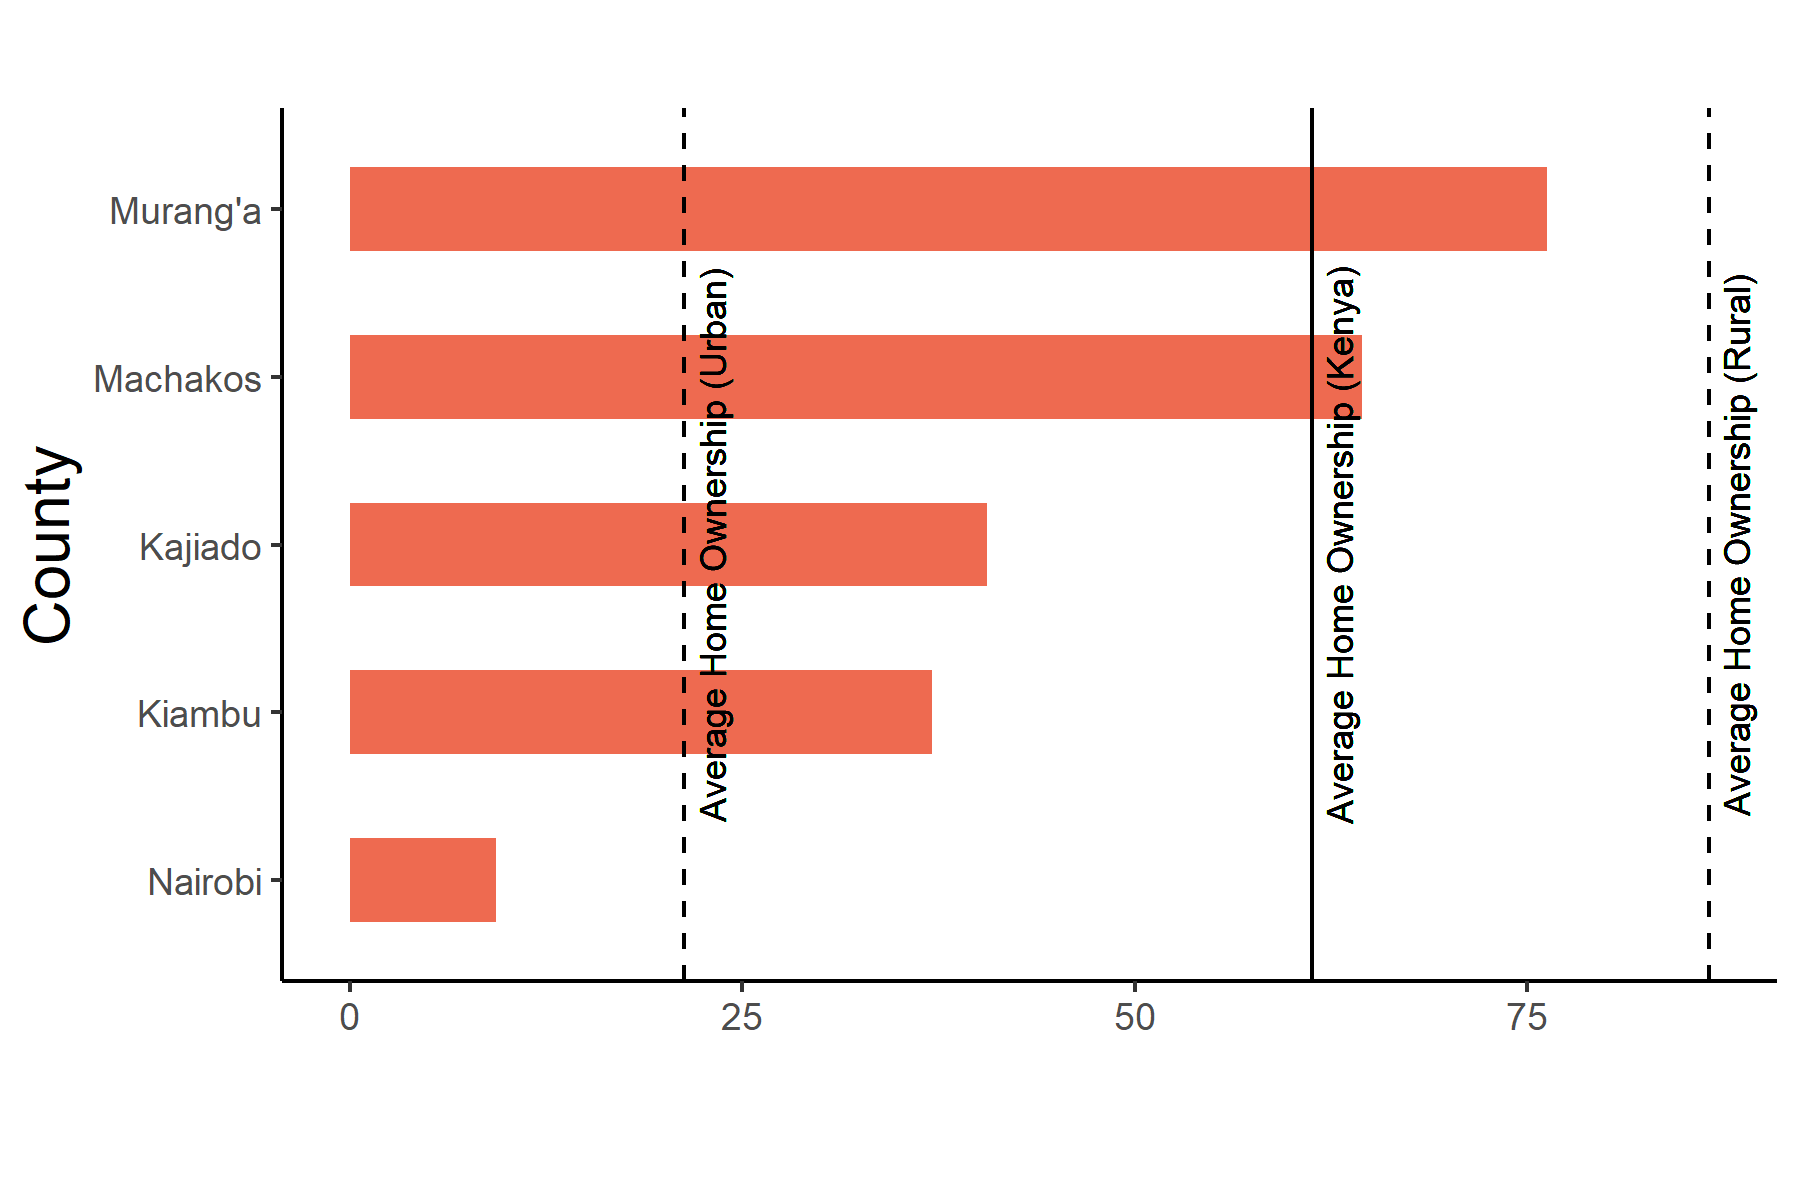 County
Murang'a
Machakos
Kajiado
Kiambu
Nairobi
Average Home Ownership (Urban)
Average Home Ownership (Kenya)
Average Home Ownership (Rural)
0
25
50
75